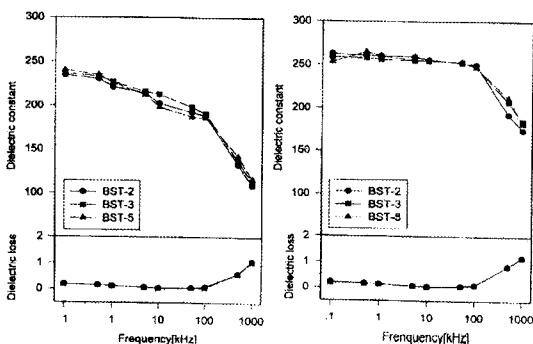 300
250
200
150
100
Dielectric constant
BST-2
BST-3
BST-5
2
1
0
Dielectric loss
.1 1 10 100 1000
Frequency[kHz]
300
250
200
150
100
Dielectric constant
BST-2
BST-3
BST-5
2
1
0
Dielectric loss
.1 1 10 100 1000
Frenquency[kHz]